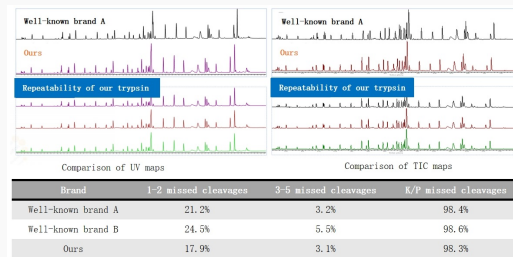 Well-known brand A
Ours
Repeatability of our trypsin
Comparison of UV maps
Well-known brand A
Ours
Repeatability of our trypsin
Comparison of TIC maps
Brand 1-2 missed cleavages 3-5 missed cleavages K/P missed cleavages
Well-known brand A 21.2% 3.2% 98.4%
Well-known brand B 24.5% 5.5% 98.6%
Ours 17.9% 3.1% 98.3%